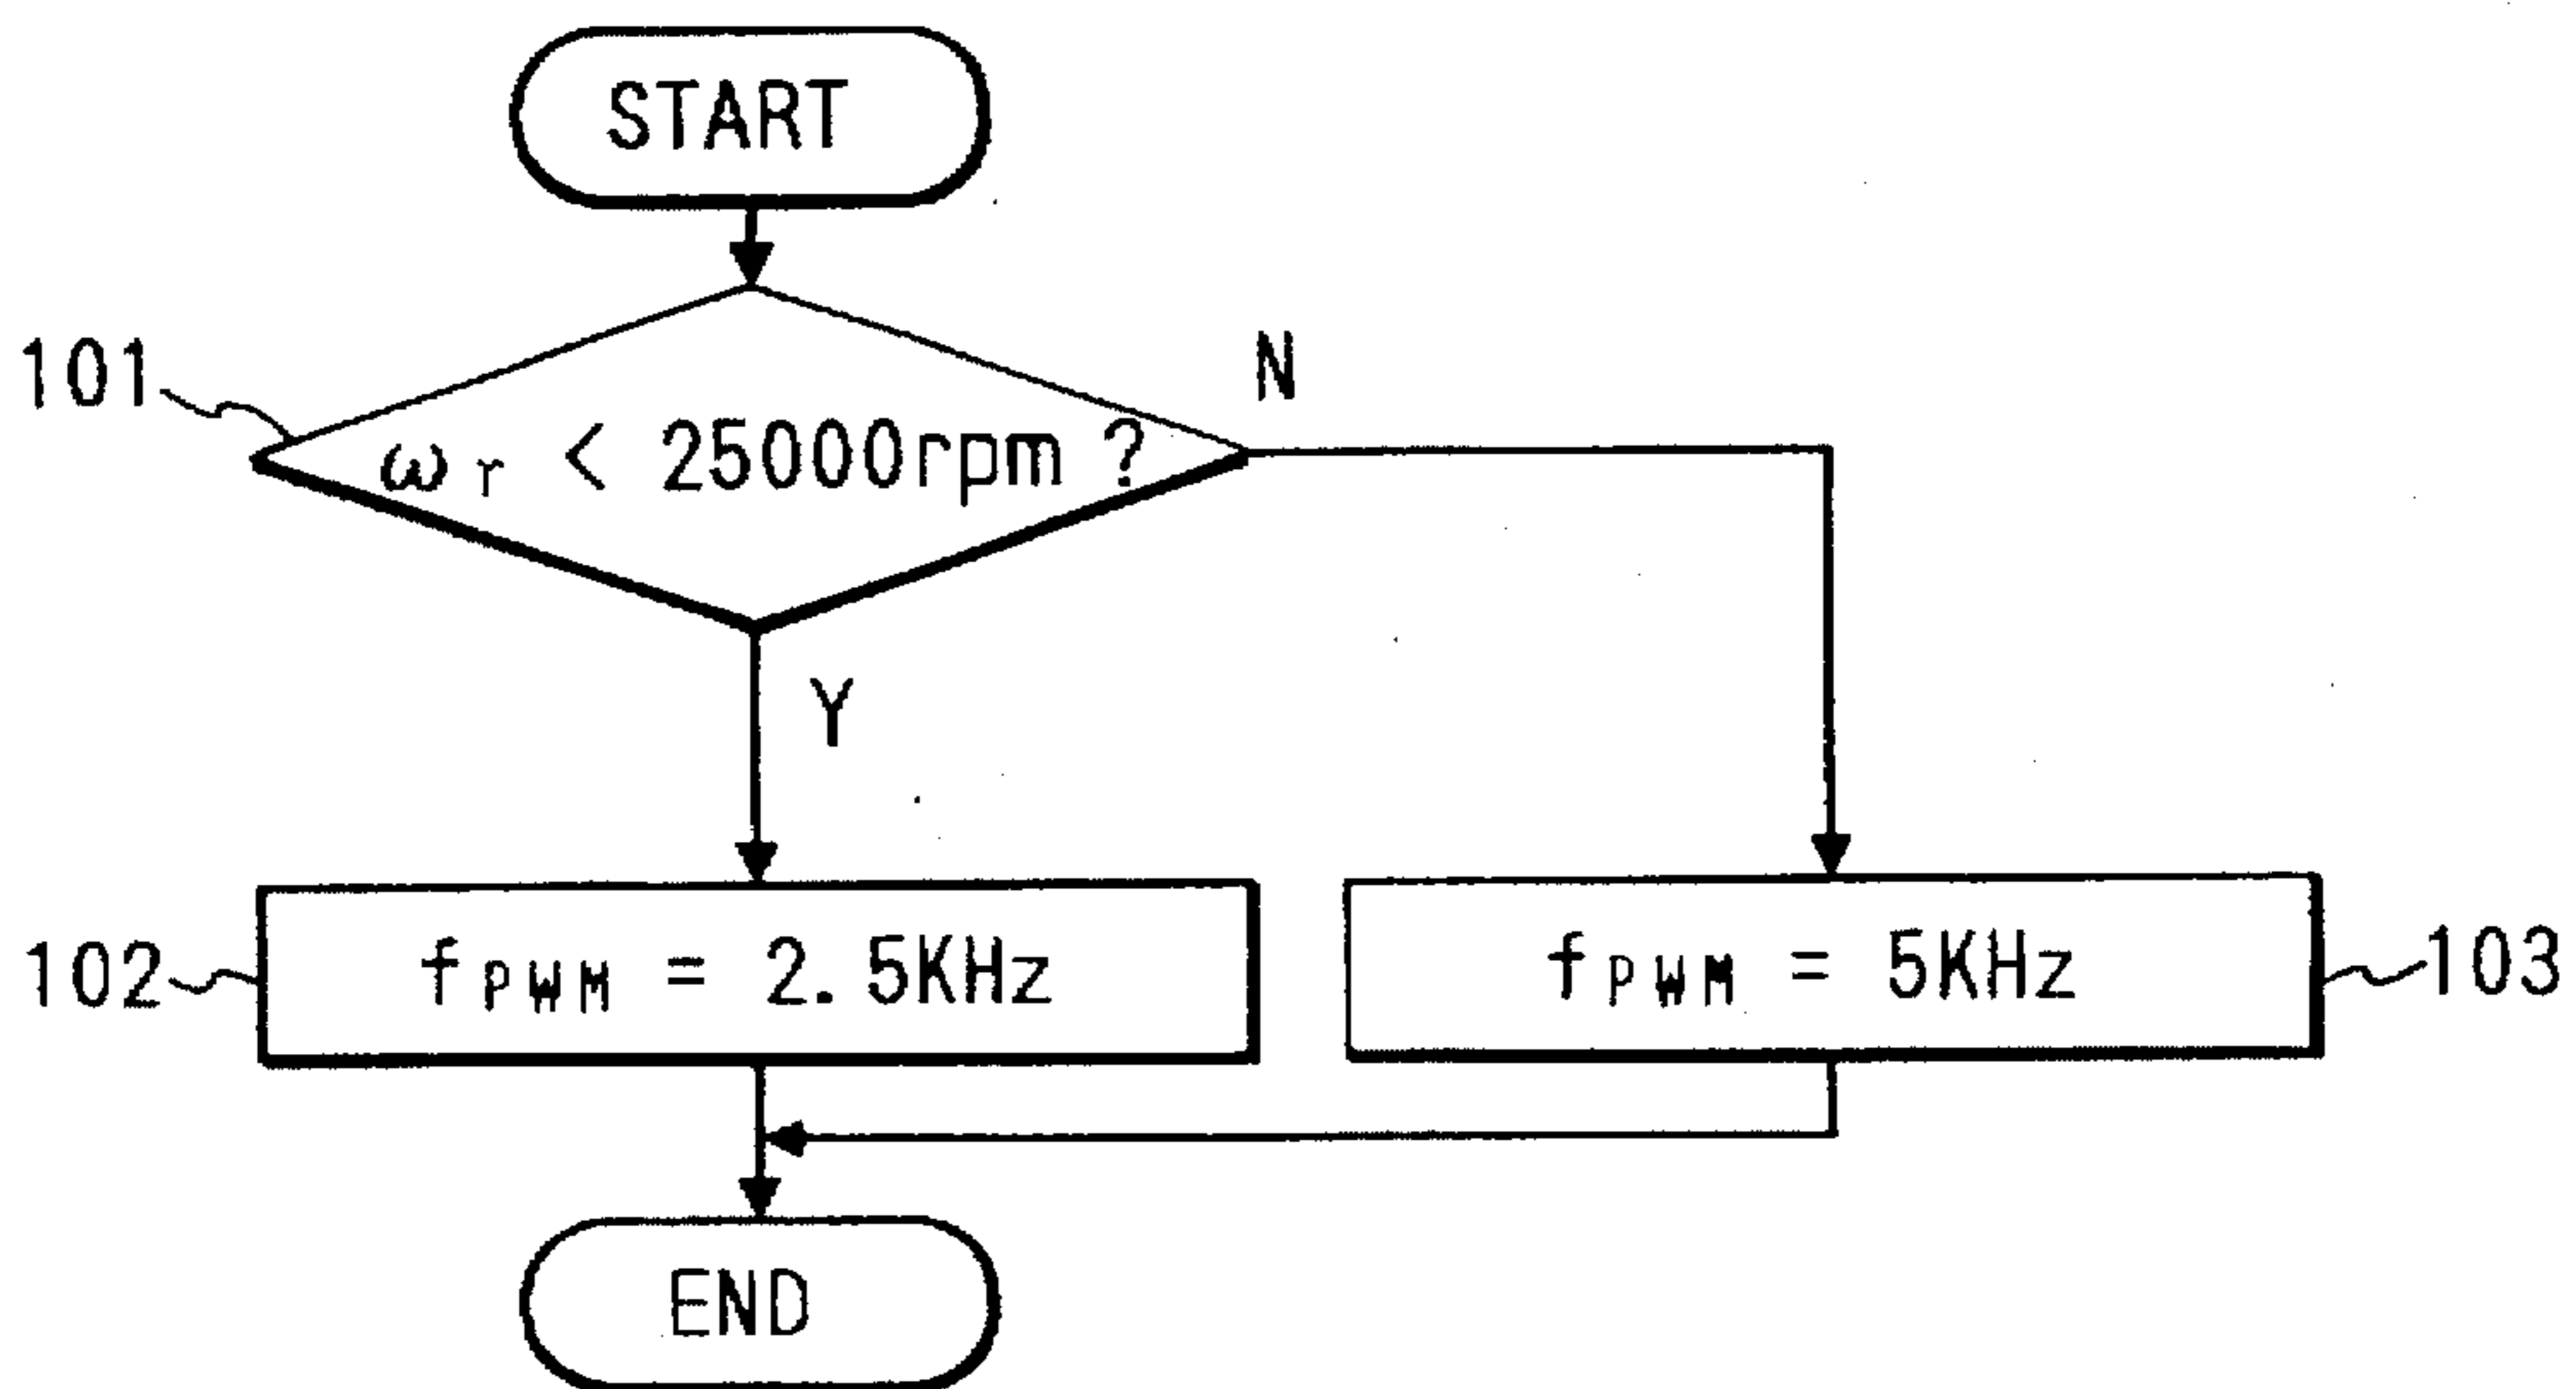 START
101
N
ωr < 25000rpm ?
Y
102
fPWM = 2.5KHz
fPWM = 5KHz
103
END